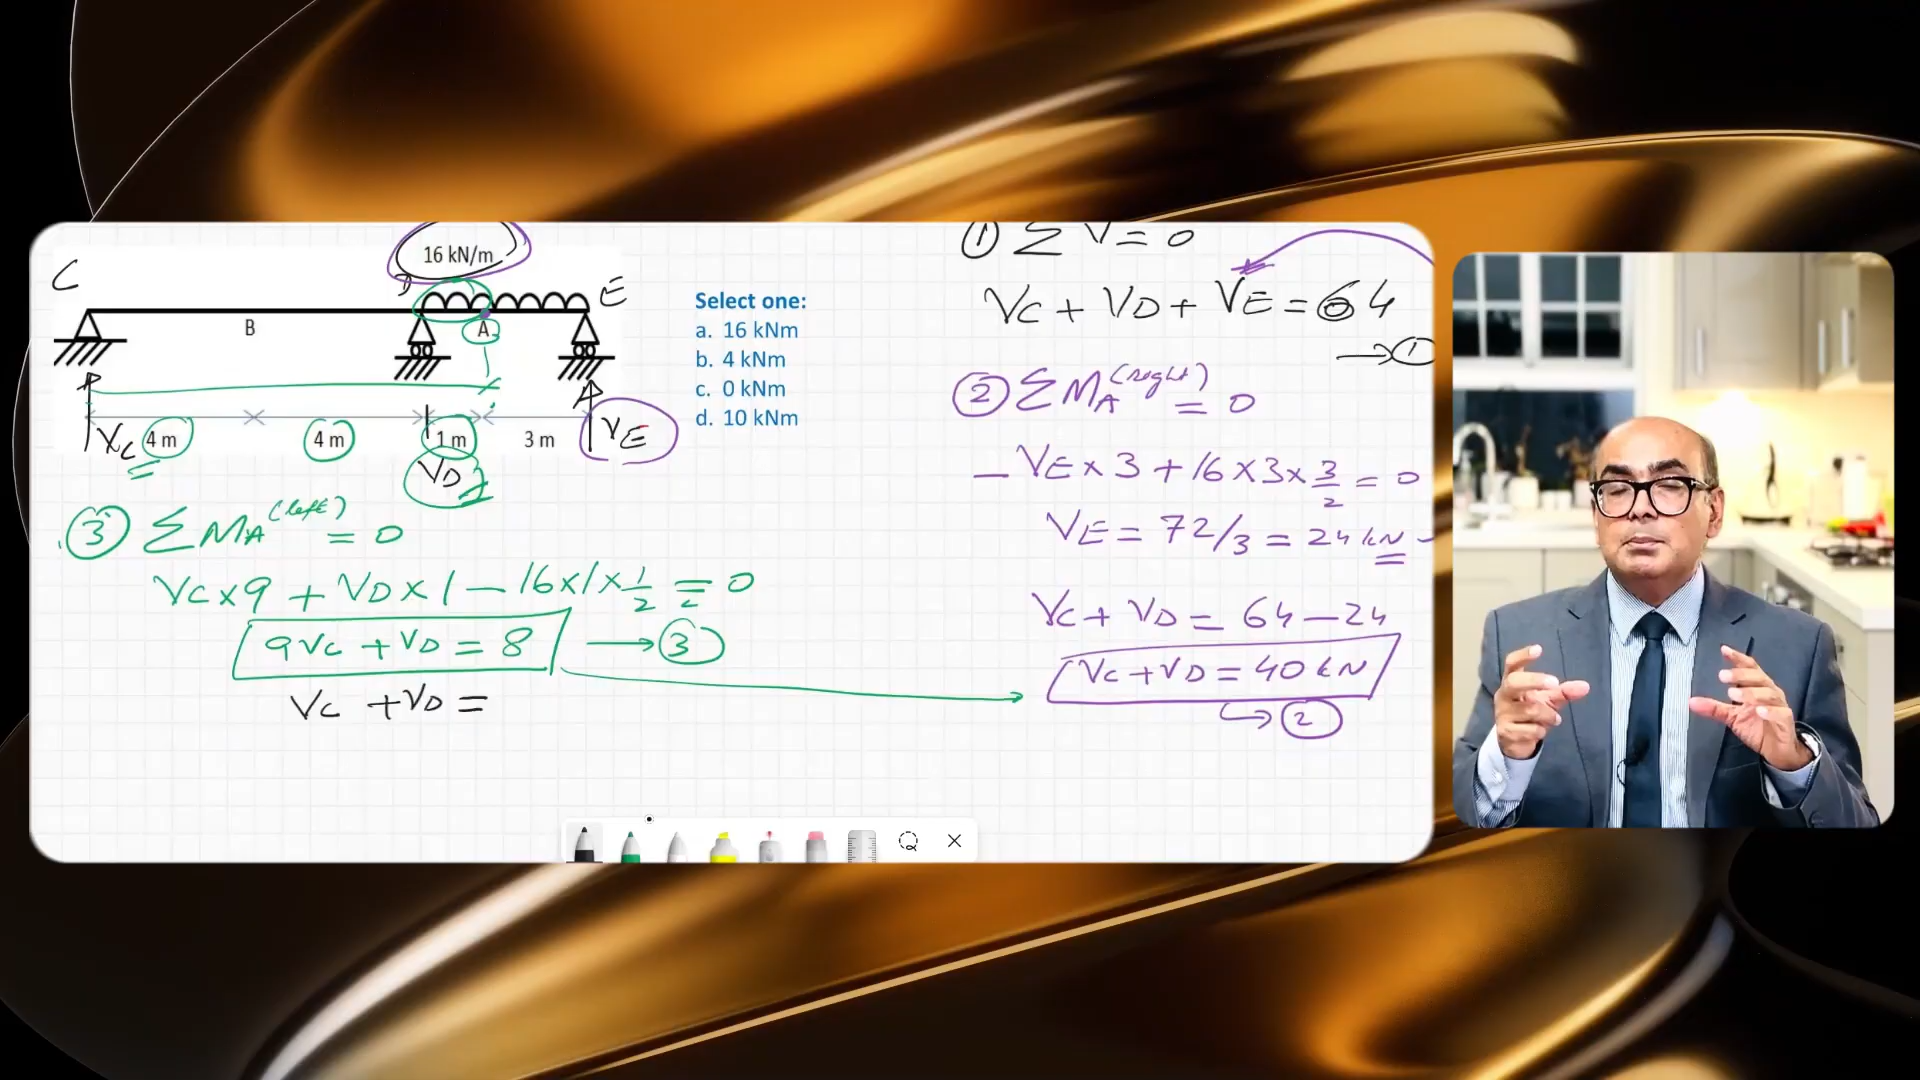 16 kN/m
C
D
E
B
A
VC
4 m
4 m
1 m
3 m
VE
VD
Select one:
a. 16 kNm
b. 4 kNm
c. 0 kNm
d. 10 kNm
③ ΣMA (left) = 0
VC×9 + VD×1 − 16×1×1/2 = 0
9VC + VD = 8 → ③
VC + VD =
① ΣV = 0
VC + VD + VE = 64
→ ①
② ΣMA (right) = 0
− VE×3 + 16×3×3/2 = 0
VE = 72/3 = 24 kN
VC + VD = 64 − 24
VC + VD = 40 kN
↪ ②